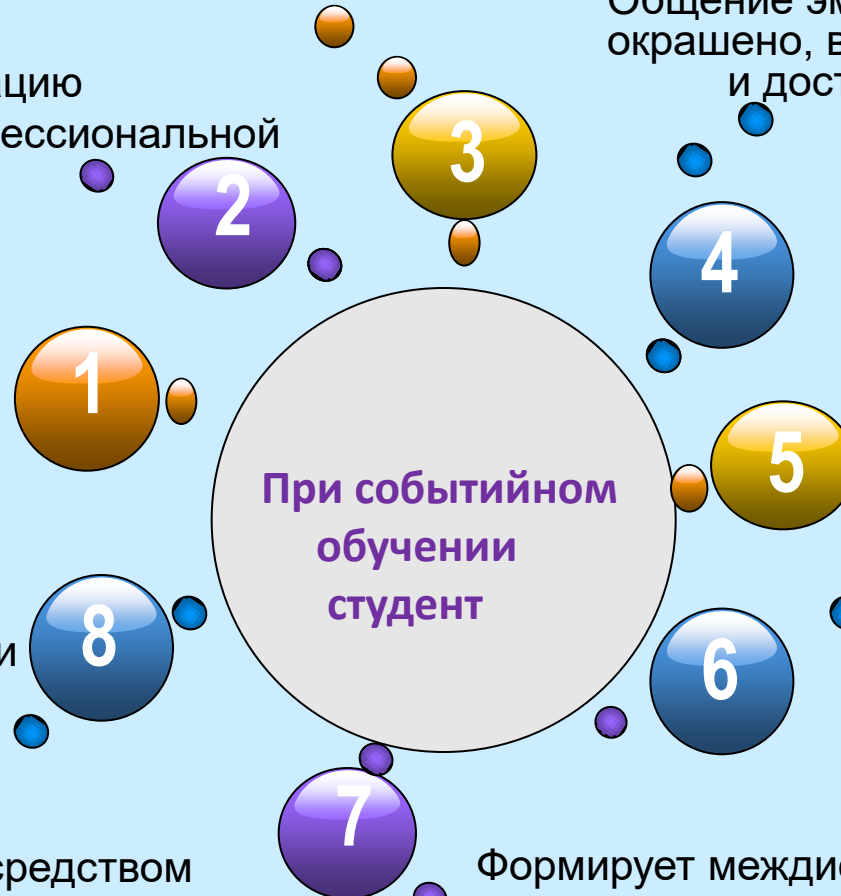 Общение
окрашено, в
и дост
цию
ессиональной
3
2
4
1
5
При событийном
обучении
студент
8
и
6
7
средством
Формирует междис